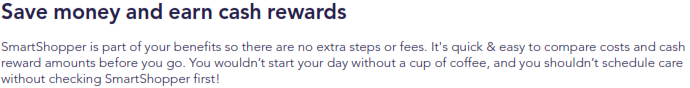 Save money and earn cash rewards
SmartShopper is part of your benefits so there are no extra steps or fees. It's quick & easy to compare costs and cash
reward amounts before you go. You wouldn’t start your day without a cup of coffee, and you shouldn’t schedule care
without checking SmartShopper first!